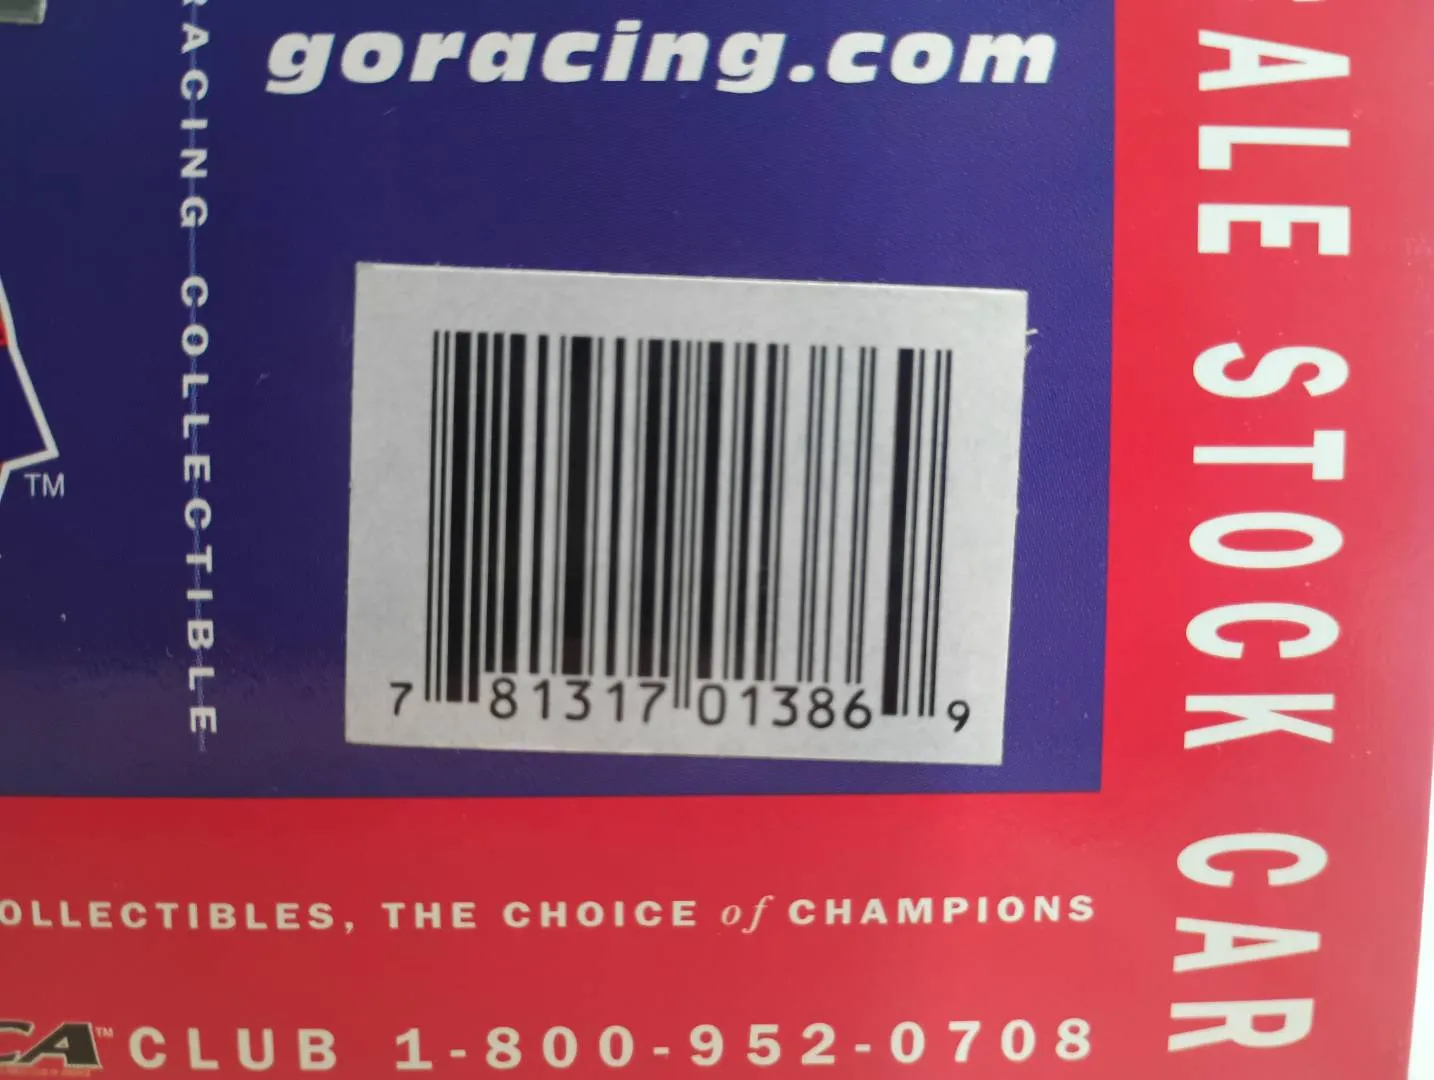 RACING COLLECTIBLE
goracing.com
TM
7 81317 01386 9
ALE STOCK CAR
OLLECTIBLES, THE CHOICE of CHAMPIONS
CA™ CLUB 1-800-952-0708